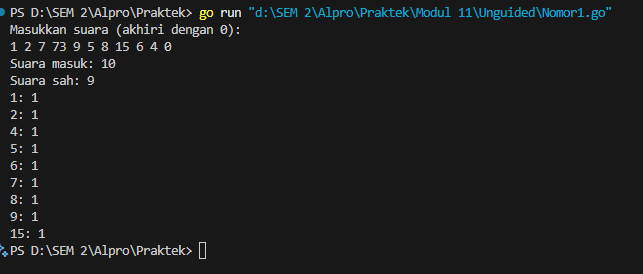 PS D:\SEM 2\Alpro\Praktek> go run "d:\SEM 2\Alpro\Praktek\Modul 11\Unguided\Nomor1.go"
Masukkan suara (akhiri dengan 0):
1 2 7 73 9 5 8 15 6 4 0
Suara masuk: 10
Suara sah: 9
1: 1
2: 1
4: 1
5: 1
6: 1
7: 1
8: 1
9: 1
15: 1
PS D:\SEM 2\Alpro\Praktek>